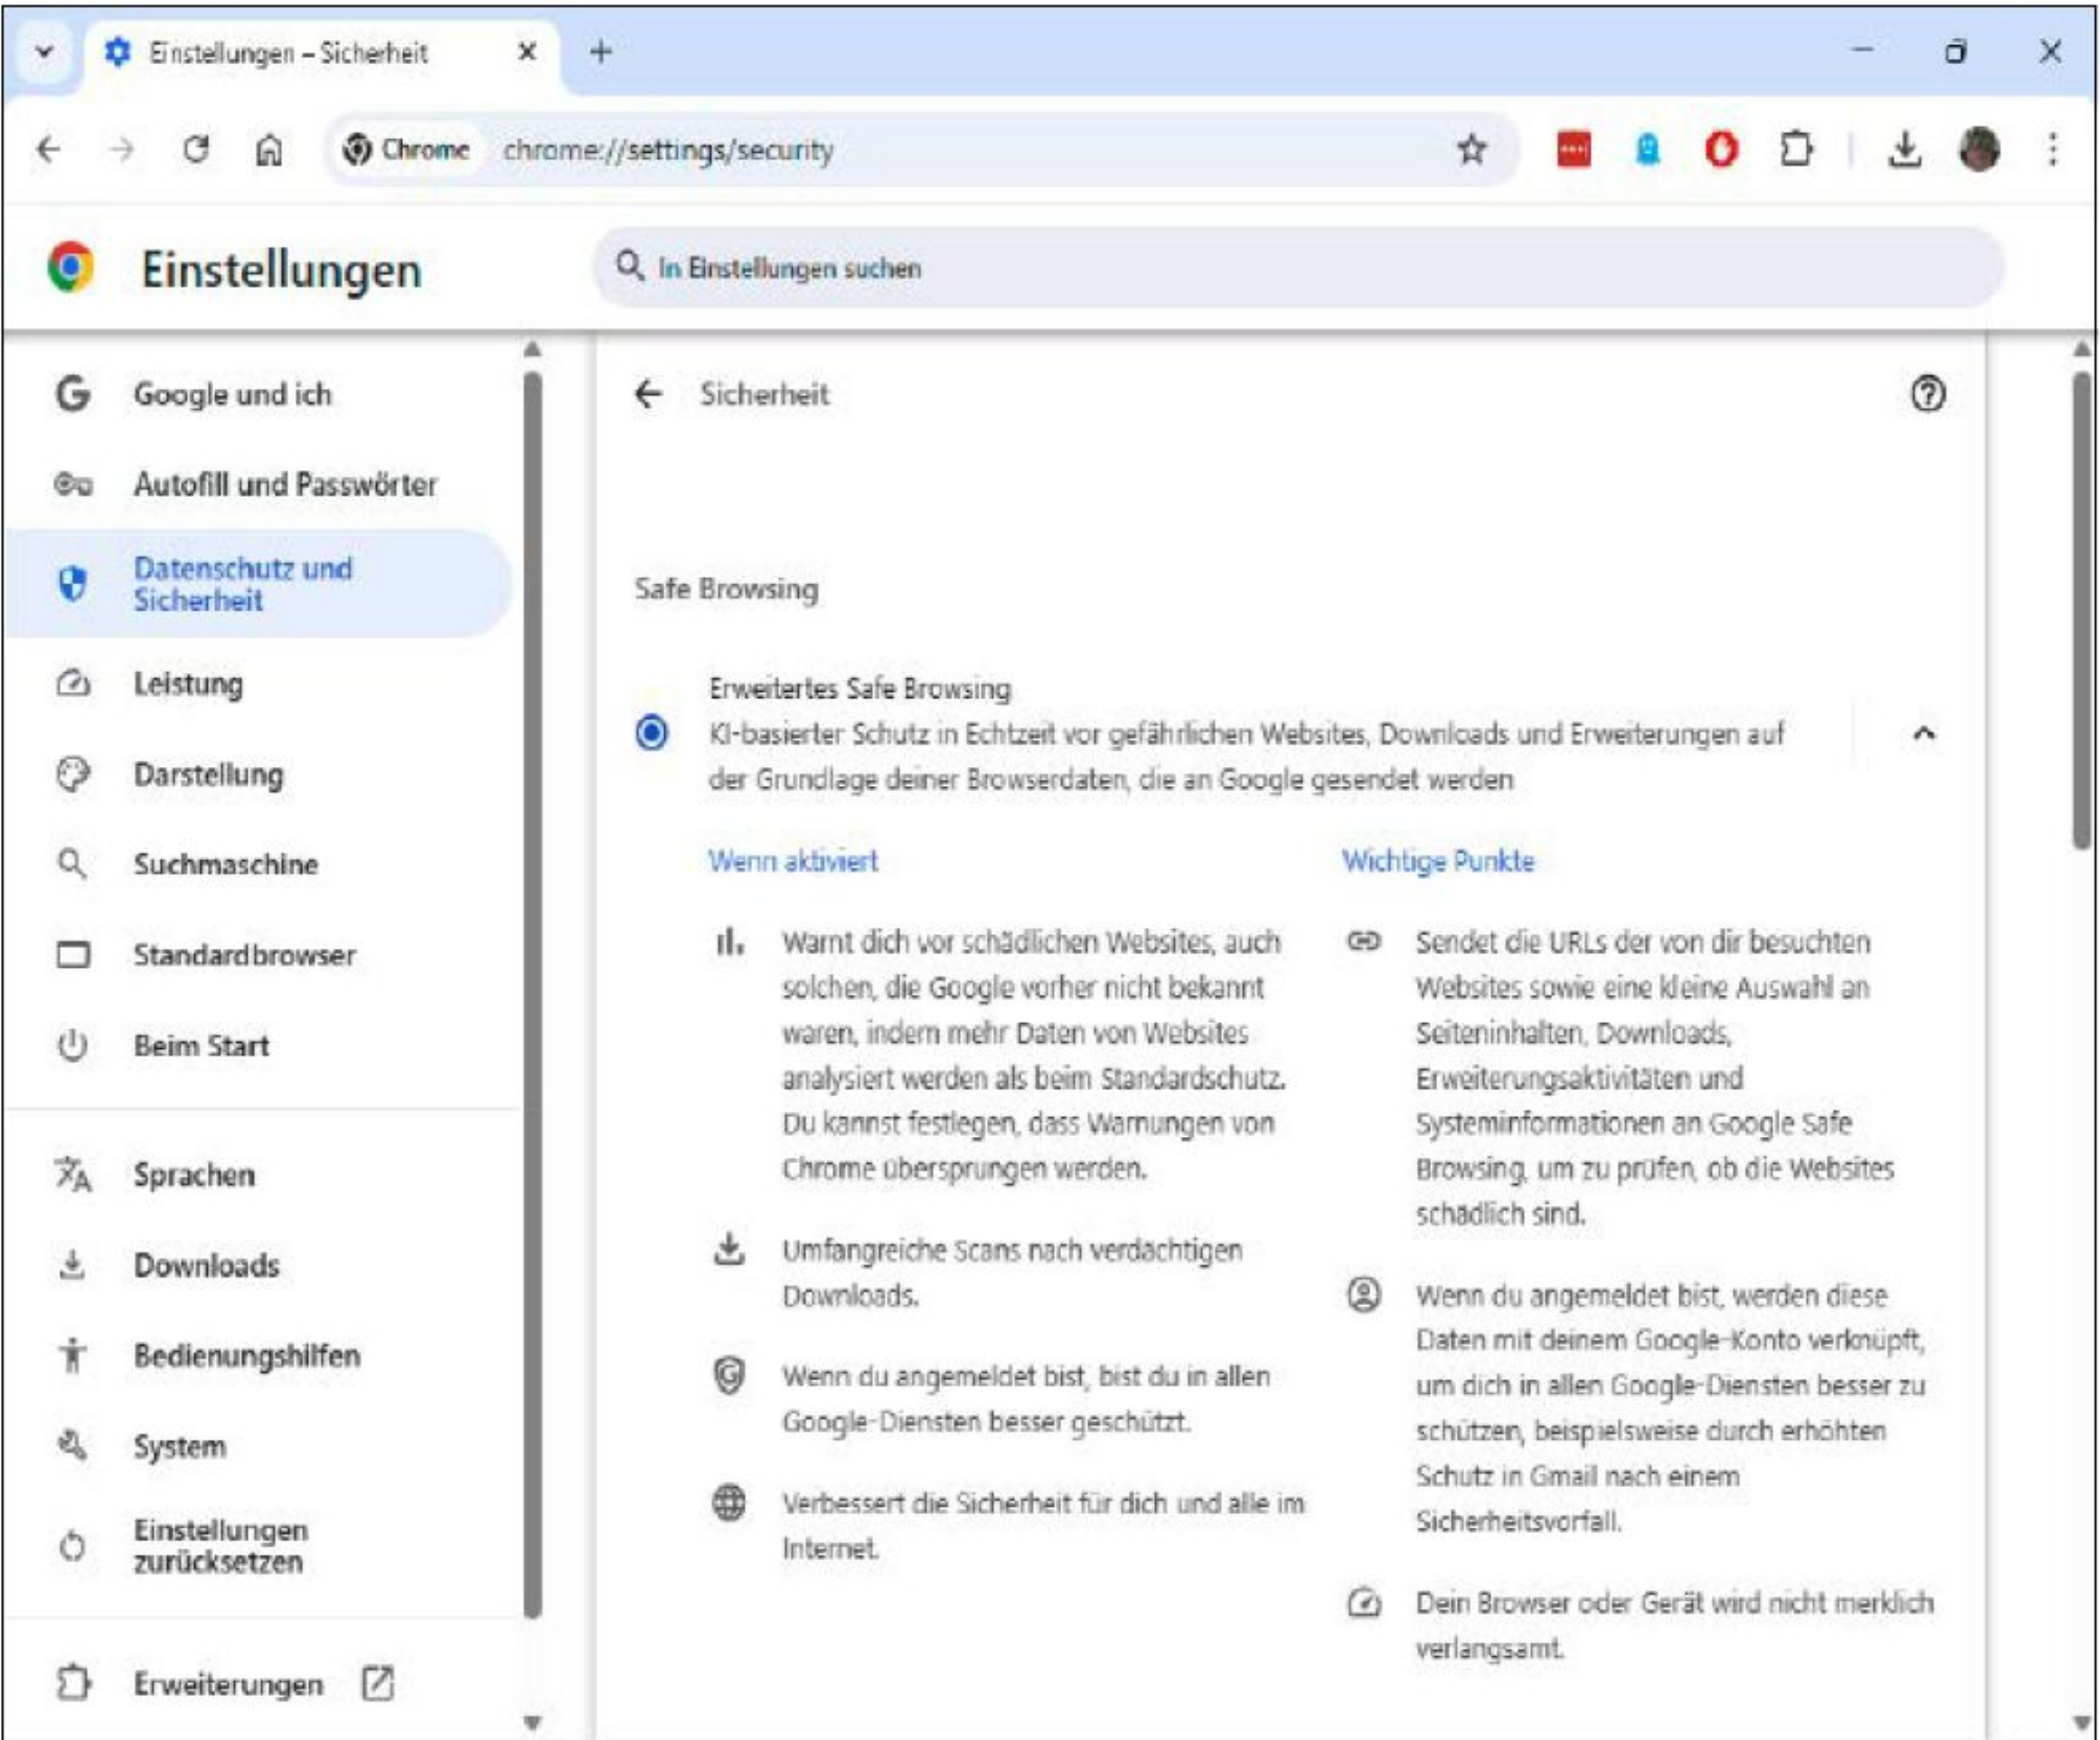 Einstellungen – Sicherheit
Chrome
chrome://settings/security
Einstellungen
In Einstellungen suchen
Google und ich
Autofill und Passwörter
Datenschutz und
Sicherheit
Leistung
Darstellung
Suchmaschine
Standardbrowser
Beim Start
Sprachen
Downloads
Bedienungshilfen
System
Einstellungen
zurücksetzen
Erweiterungen
Sicherheit
Safe Browsing
Erweitertes Safe Browsing
KI-basierter Schutz in Echtzeit vor gefährlichen Websites, Downloads und Erweiterungen auf
der Grundlage deiner Browserdaten, die an Google gesendet werden
Wenn aktiviert
Warnt dich vor schädlichen Websites, auch
solchen, die Google vorher nicht bekannt
waren, indem mehr Daten von Websites
analysiert werden als beim Standardschutz.
Du kannst festlegen, dass Warnungen von
Chrome übersprungen werden.
Umfangreiche Scans nach verdächtigen
Downloads.
Wenn du angemeldet bist, bist du in allen
Google-Diensten besser geschützt.
Verbessert die Sicherheit für dich und alle im
Internet.
Wichtige Punkte
Sendet die URLs der von dir besuchten
Websites sowie eine kleine Auswahl an
Seiteninhalten, Downloads,
Erweiterungsaktivitäten und
Systeminformationen an Google Safe
Browsing, um zu prüfen, ob die Websites
schädlich sind.
Wenn du angemeldet bist, werden diese
Daten mit deinem Google-Konto verknüpft,
um dich in allen Google-Diensten besser zu
schützen, beispielsweise durch erhöhten
Schutz in Gmail nach einem
Sicherheitsvorfall.
Dein Browser oder Gerät wird nicht merklich
verlangsamt.